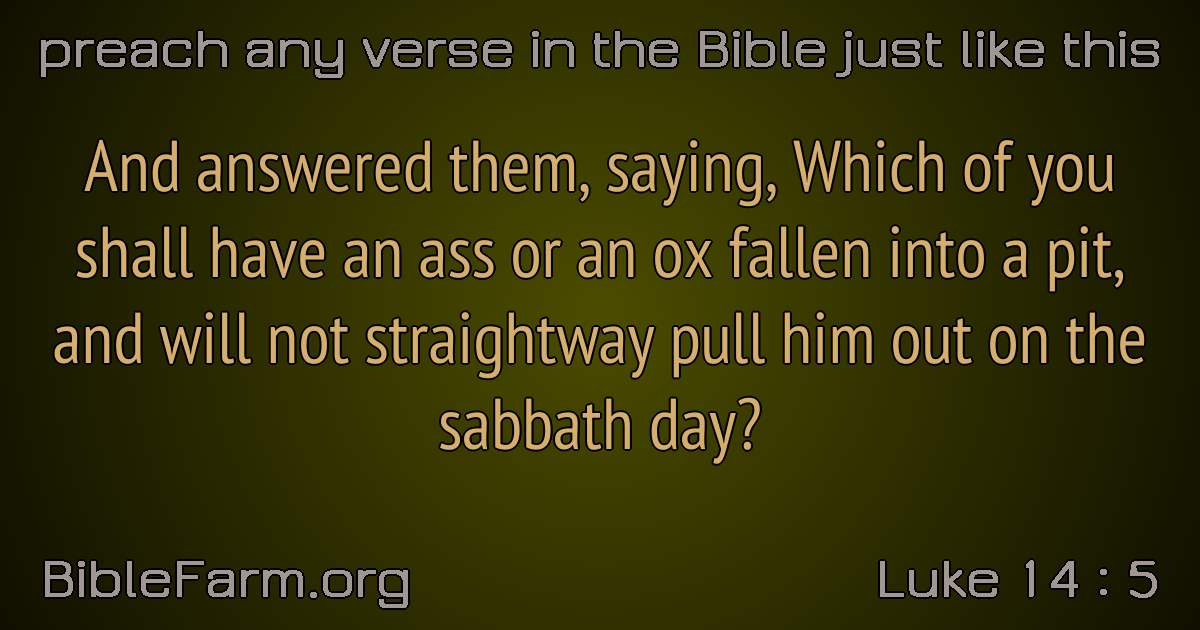 preach any verse in the Bible just like this
And answered them, saying, Which of you
shall have an ass or an ox fallen into a pit,
and will not straightway pull him out on the
sabbath day?
BibleFarm.org
Luke 14 : 5